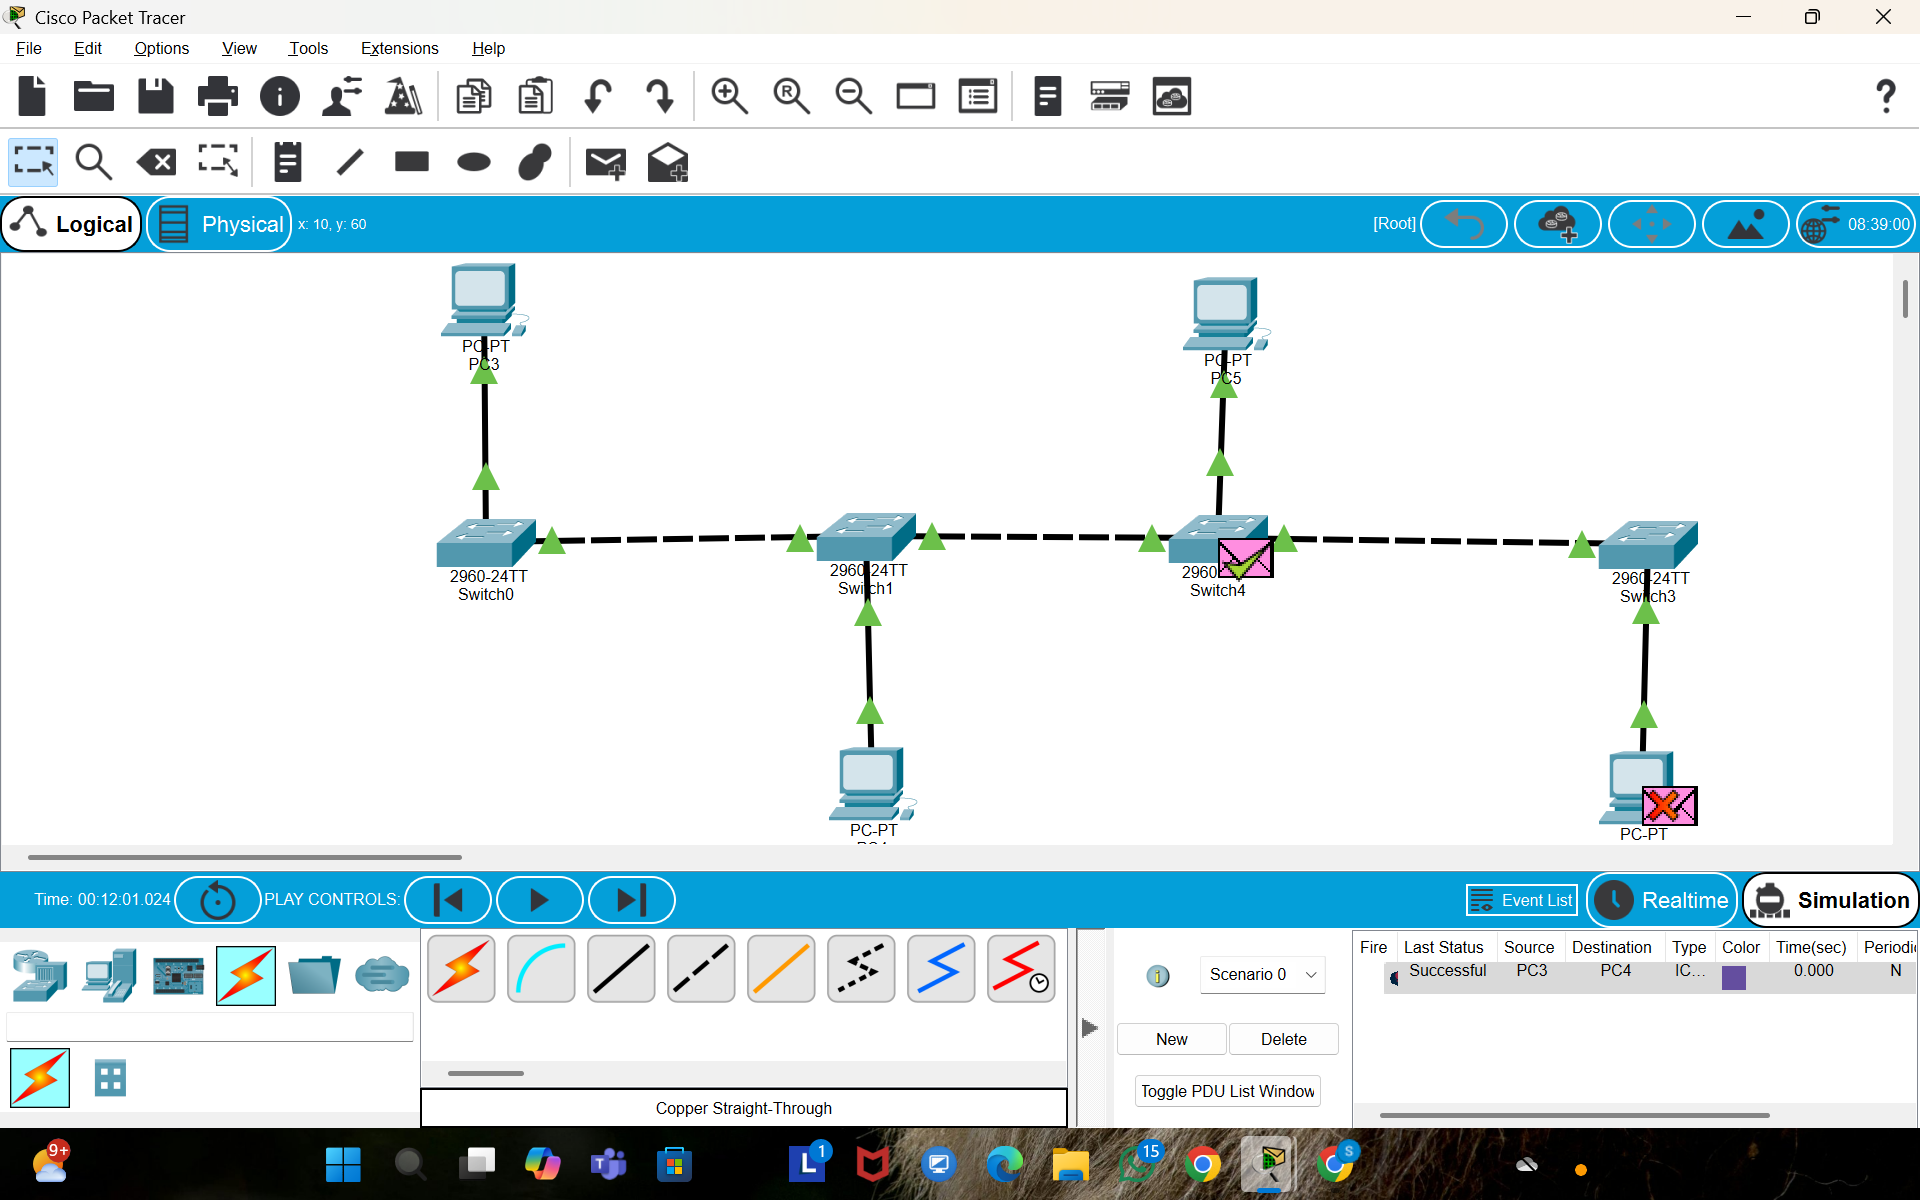 Cisco Packet Tracer
File Edit Options View Tools Extensions Help
Logical Physical x: 10, y: 60 [Root] 08:39:00
PC-PT
PC3
PC-PT
PC5
2960-24TT
Switch0
2960-24TT
Switch1
2960
Switch4
2960-24TT
Switch3
PC-PT
PC-PT
Time: 00:12:01.024 PLAY CONTROLS: Event List Realtime Simulation
Fire Last Status Source Destination Type Color Time(sec) Periodic
Successful PC3 PC4 IC... 0.000 N
Scenario 0
New Delete
Toggle PDU List Window
Copper Straight-Through
9+ 1 15 S